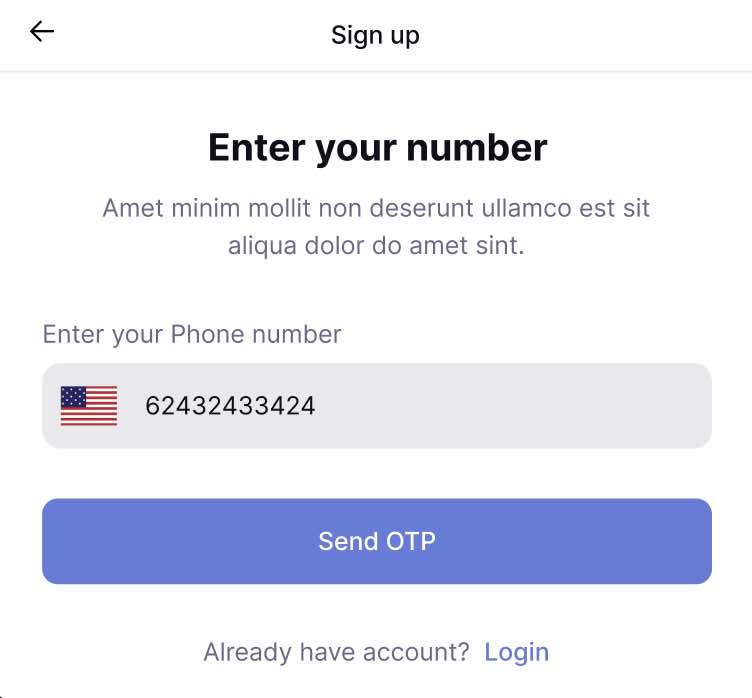 Sign up
Enter your number
Amet minim mollit non deserunt ullamco est sit
aliqua dolor do amet sint.
Enter your Phone number
62432433424
Send OTP
Already have account? Login